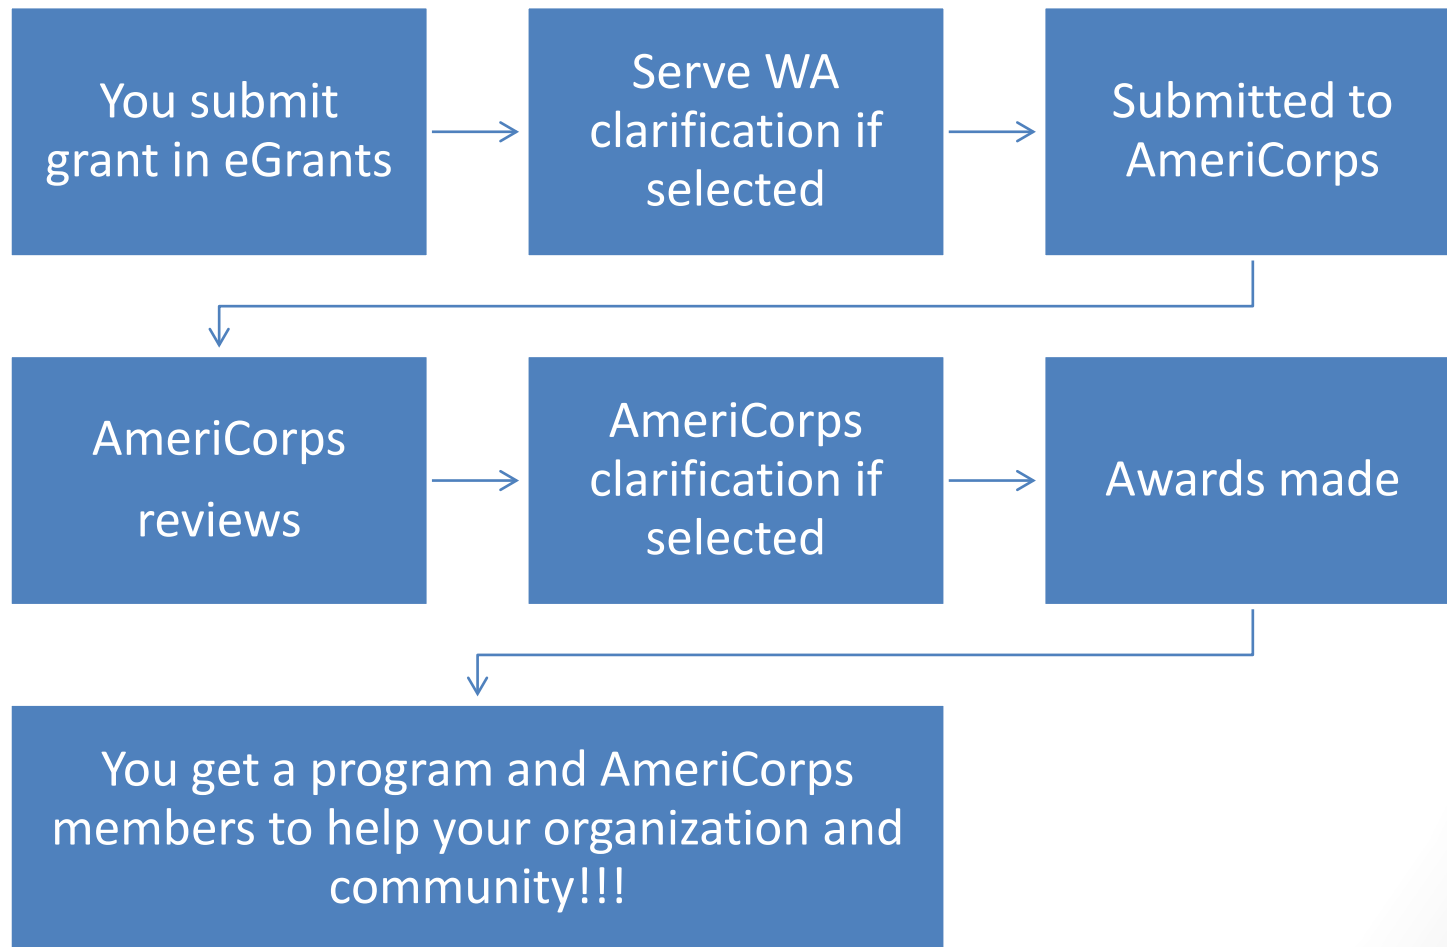 You submit
grant in eGrants
Serve WA
clarification if
selected
Submitted to
AmeriCorps
AmeriCorps
reviews
AmeriCorps
clarification if
selected
Awards made
You get a program and AmeriCorps
members to help your organization and
community!!!